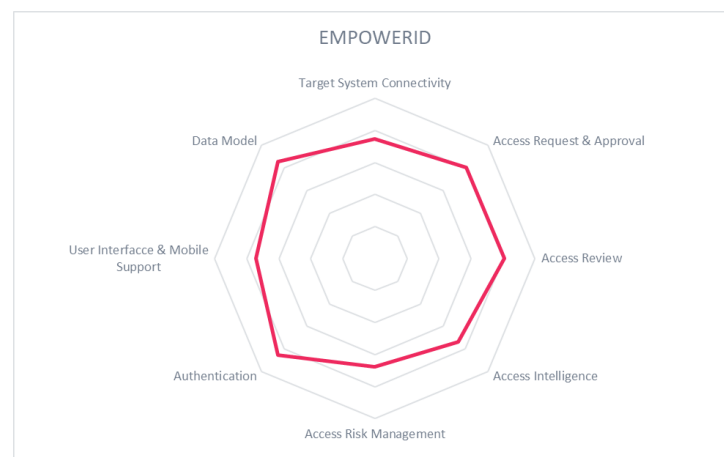 EMPOWERID
Target System Connectivity
Data Model
Access Request & Approval
User Interfacce & Mobile
Support
Access Review
Authentication
Access Intelligence
Access Risk Management